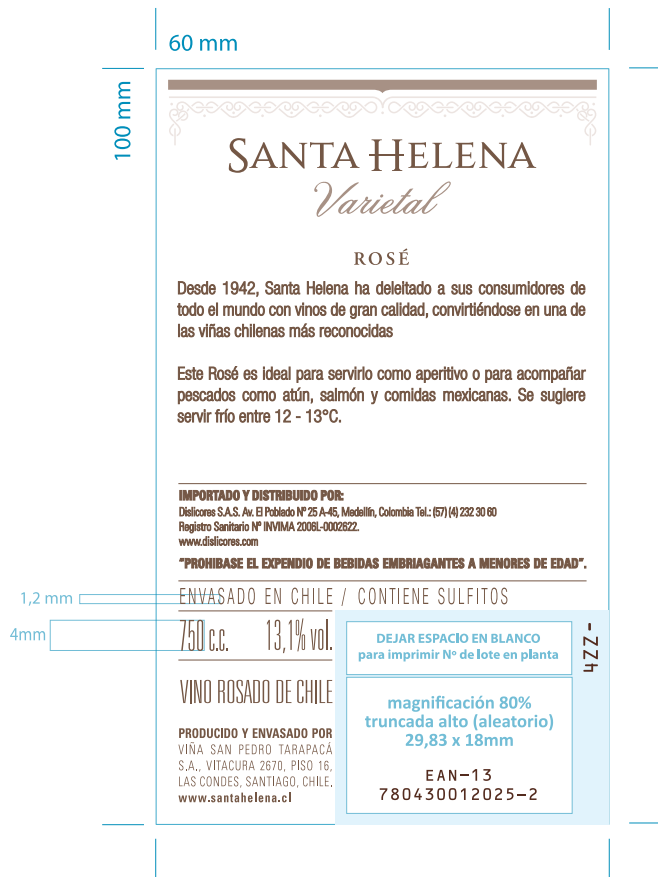 60 mm
100 mm
SANTA HELENA
Varietal
ROSÉ
Desde 1942, Santa Helena ha deleitado a sus consumidores de
todo el mundo con vinos de gran calidad, convirtiéndose en una de
las viñas chilenas más reconocidas
Este Rosé es ideal para servirlo como aperitivo o para acompañar
pescados como atún, salmón y comidas mexicanas. Se sugiere
servir frío entre 12 - 13°C.
IMPORTADO Y DISTRIBUIDO POR:
Dislicores S.A.S. Av. El Poblado Nº 25 A-45, Medellín, Colombia Tel.: (57) (4) 232 30 60
Registro Sanitario Nº INVIMA 2006L-0002622.
www.dislicores.com
"PROHIBASE EL EXPENDIO DE BEBIDAS EMBRIAGANTES A MENORES DE EDAD".
1,2 mm
ENVASADO EN CHILE / CONTIENE SULFITOS
4mm
750 c.c. 13,1% vol.
VINO ROSADO DE CHILE
PRODUCIDO Y ENVASADO POR
VIÑA SAN PEDRO TARAPACÁ
S.A., VITACURA 2670, PISO 16,
LAS CONDES, SANTIAGO, CHILE.
www.santahelena.cl
DEJAR ESPACIO EN BLANCO
para imprimir Nº de lote en planta
4ZZ-
magnificación 80%
truncada alto (aleatorio)
29,83 x 18mm
EAN-13
780430012025-2